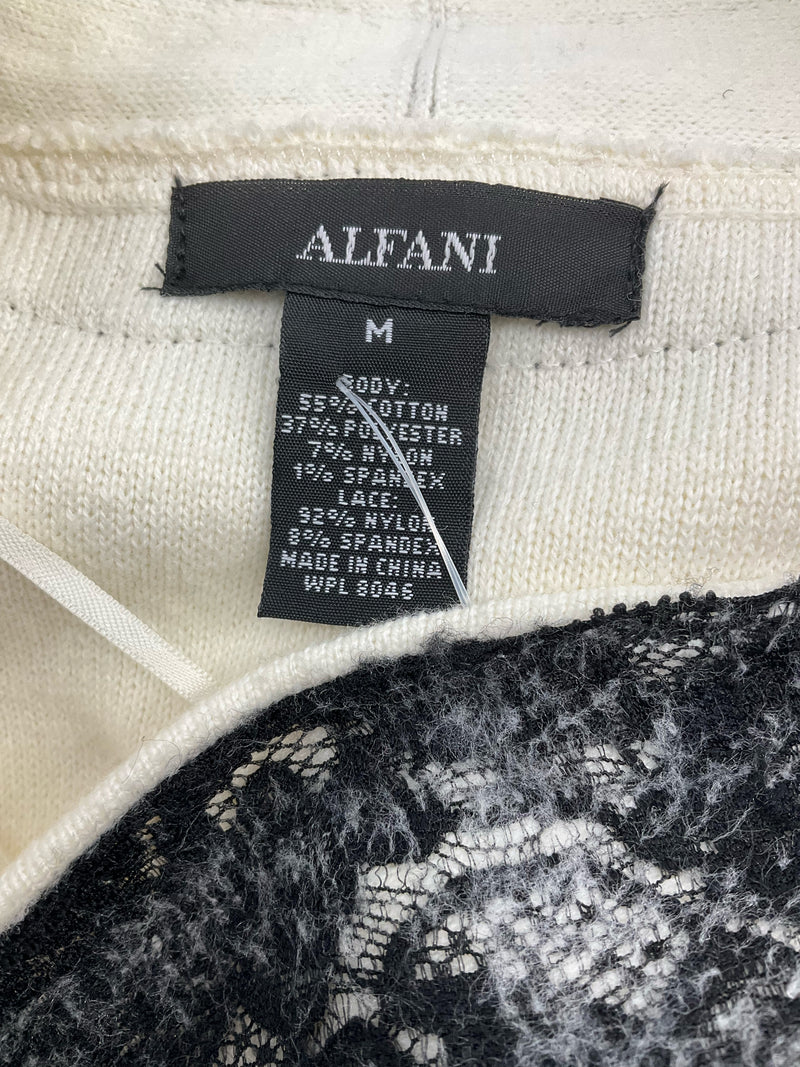 ALFANI
M
BODY:
55% COTTON
37% POLYESTER
7% NYLON
1% SPANDEX
LACE:
92% NYLON
8% SPANDEX
MADE IN CHINA
WPL 8046